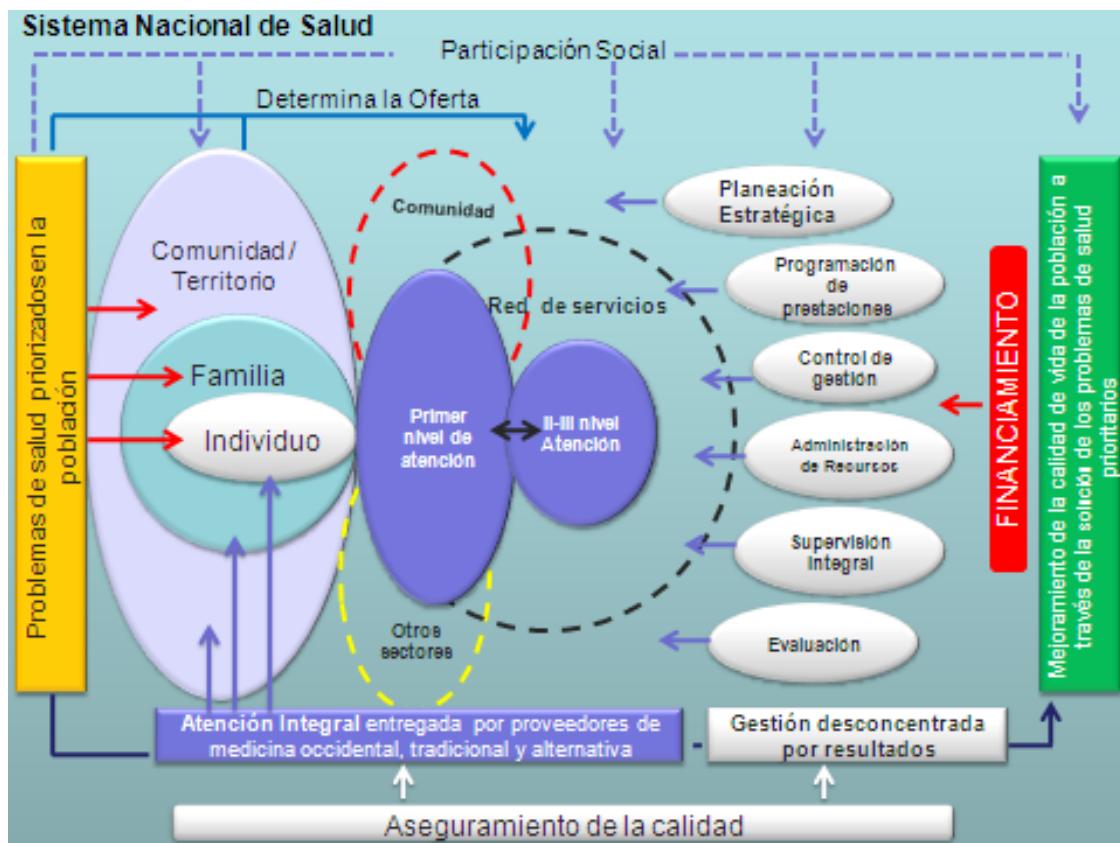 Sistema Nacional de Salud
Participación Social
Determina la Oferta
Problemas de salud priorizados en la
población
Comunidad /
Territorio
Familia
Individuo
Comunidad
Red de servicios
Primer
nivel de
atención
II-III nivel
Atención
Otros
sectores
Planeación
Estratégica
Programación
de
prestaciones
Control de
gestión
Administración
de Recursos
Supervisión
Integral
Evaluación
FINANCIAMIENTO
Mejoramiento de la calidad de vida de la población a
través de la solción de los problemas de salud
prioritarios
Atención Integral entregada por proveedores de
medicina occidental, tradicional y alternativa
Gestión desconcentrada
por resultados
Aseguramiento de la calidad